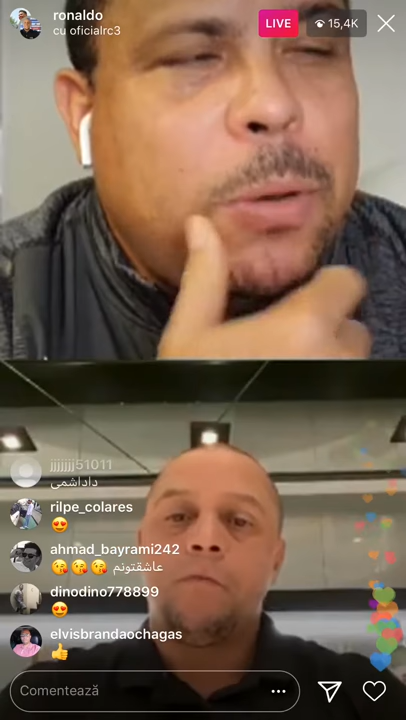 ronaldo
cu oficialrc3
LIVE
15,4K
jjjjjjj51011
داداشمی
rilpe_colares
😍
ahmad_bayrami242
😘😘😘 عاشقتونم
dinodino778899
😍
elvisbrandaochagas
👍
Comentează